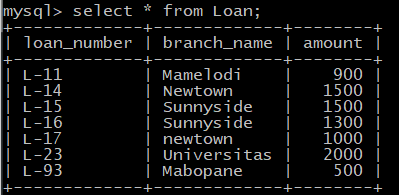 mysql> select * from Loan;
+-------------+-------------+--------+
| loan_number | branch_name | amount |
+-------------+-------------+--------+
| L-11        | Mamelodi    |    900 |
| L-14        | Newtown     |   1500 |
| L-15        | Sunnyside   |   1500 |
| L-16        | Sunnyside   |   1300 |
| L-17        | newtown     |   1000 |
| L-23        | Universitas |   2000 |
| L-93        | Mabopane    |    500 |
+-------------+-------------+--------+